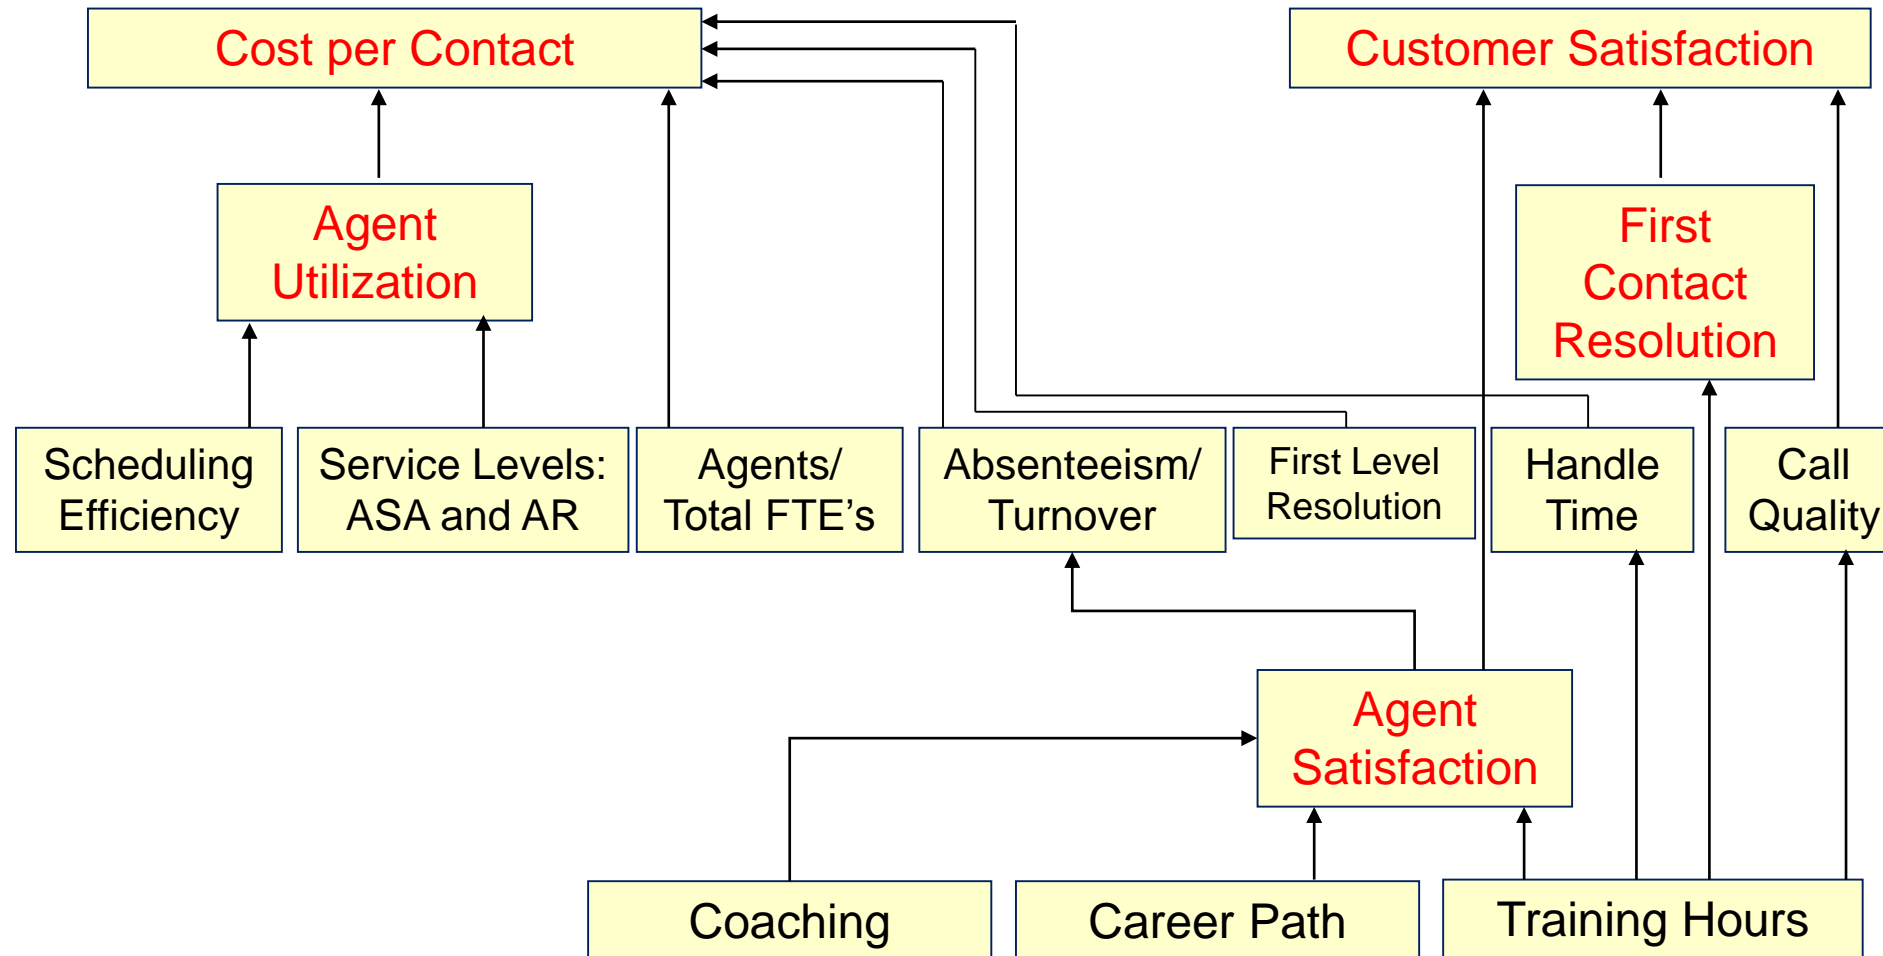 Cost per Contact
Customer Satisfaction
Agent
Utilization
First
Contact
Resolution
Scheduling
Efficiency
Service Levels:
ASA and AR
Agents/
Total FTE's
Absenteeism/
Turnover
First Level
Resolution
Handle
Time
Call
Quality
Agent
Satisfaction
Coaching
Career Path
Training Hours